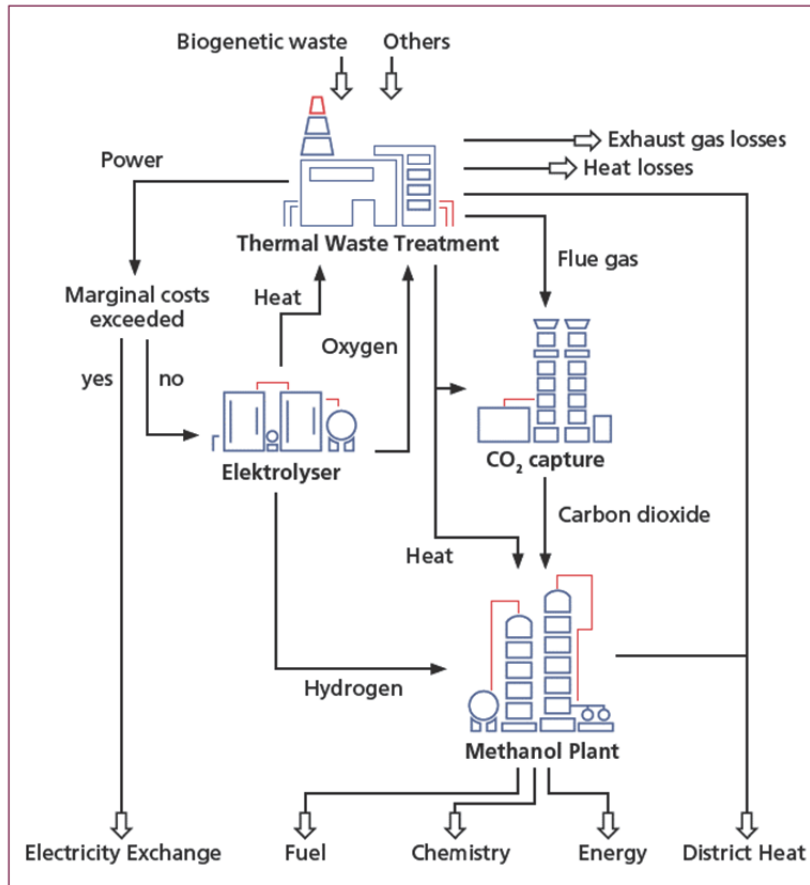 Biogenetic waste
Others
Exhaust gas losses
Power
Heat losses
Thermal Waste Treatment
Flue gas
Marginal costs
exceeded
Heat
Oxygen
yes
no
Elektrolyser
CO₂ capture
Carbon dioxide
Heat
Hydrogen
Methanol Plant
Electricity Exchange
Fuel
Chemistry
Energy
District Heat